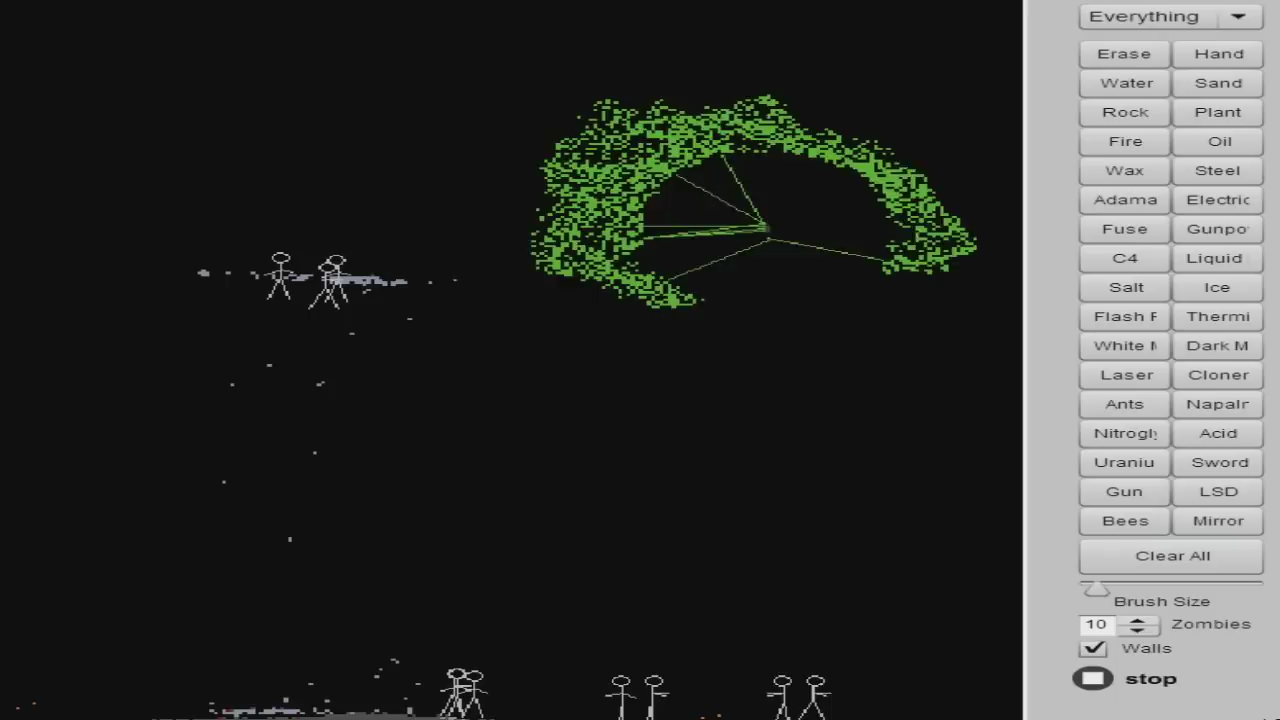 Everything
Erase Hand
Water Sand
Rock Plant
Fire Oil
Wax Steel
Adama Electric
Fuse Gunpo
C4 Liquid
Salt Ice
Flash F Thermi
White M Dark M
Laser Cloner
Ants Napalm
Nitrogly Acid
Uraniu Sword
Gun LSD
Bees Mirror
Clear All
Brush Size
10 Zombies
Walls
stop